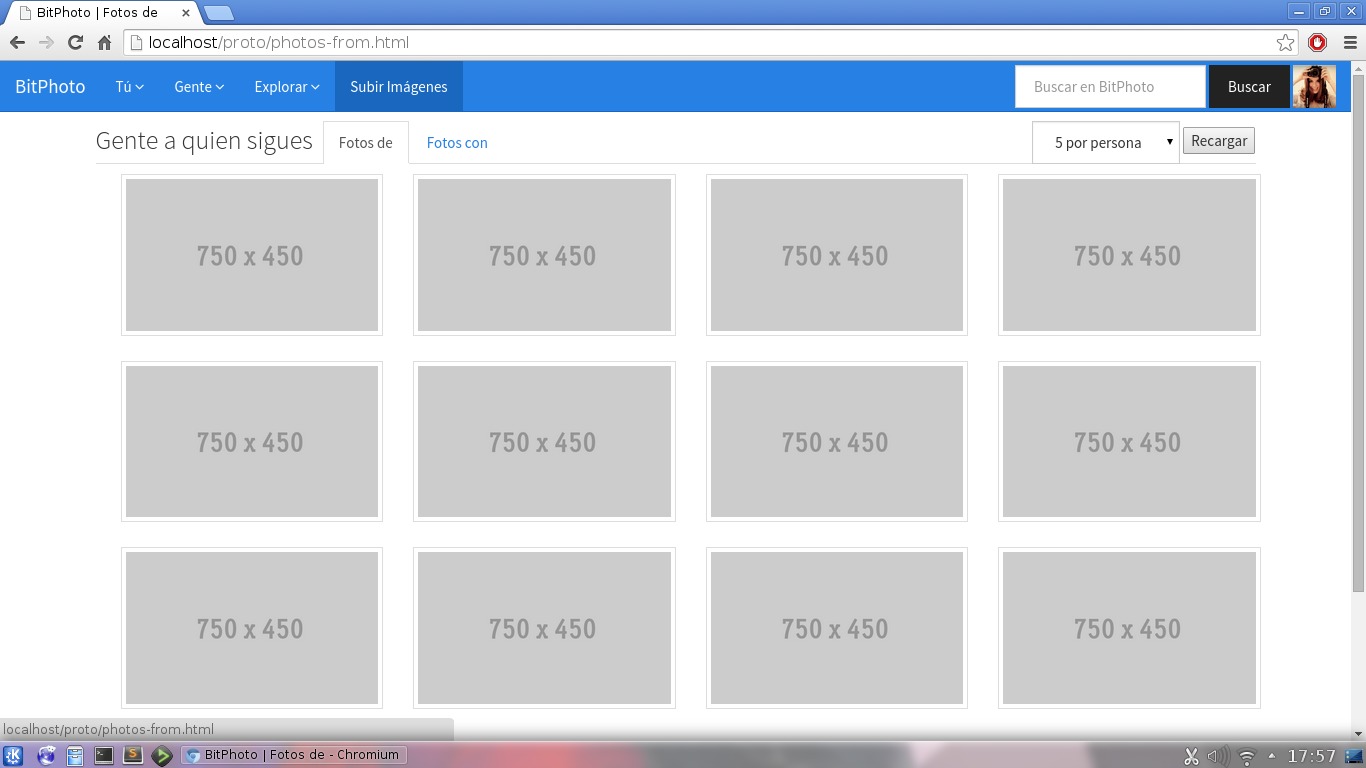 BitPhoto | Fotos de
localhost/proto/photos-from.html
BitPhoto Tú Gente Explorar Subir Imágenes Buscar en BitPhoto Buscar
Gente a quien sigues Fotos de Fotos con 5 por persona Recargar
750 x 450 750 x 450 750 x 450 750 x 450
750 x 450 750 x 450 750 x 450 750 x 450
750 x 450 750 x 450 750 x 450 750 x 450
localhost/proto/photos-from.html
BitPhoto | Fotos de - Chromium 17:57